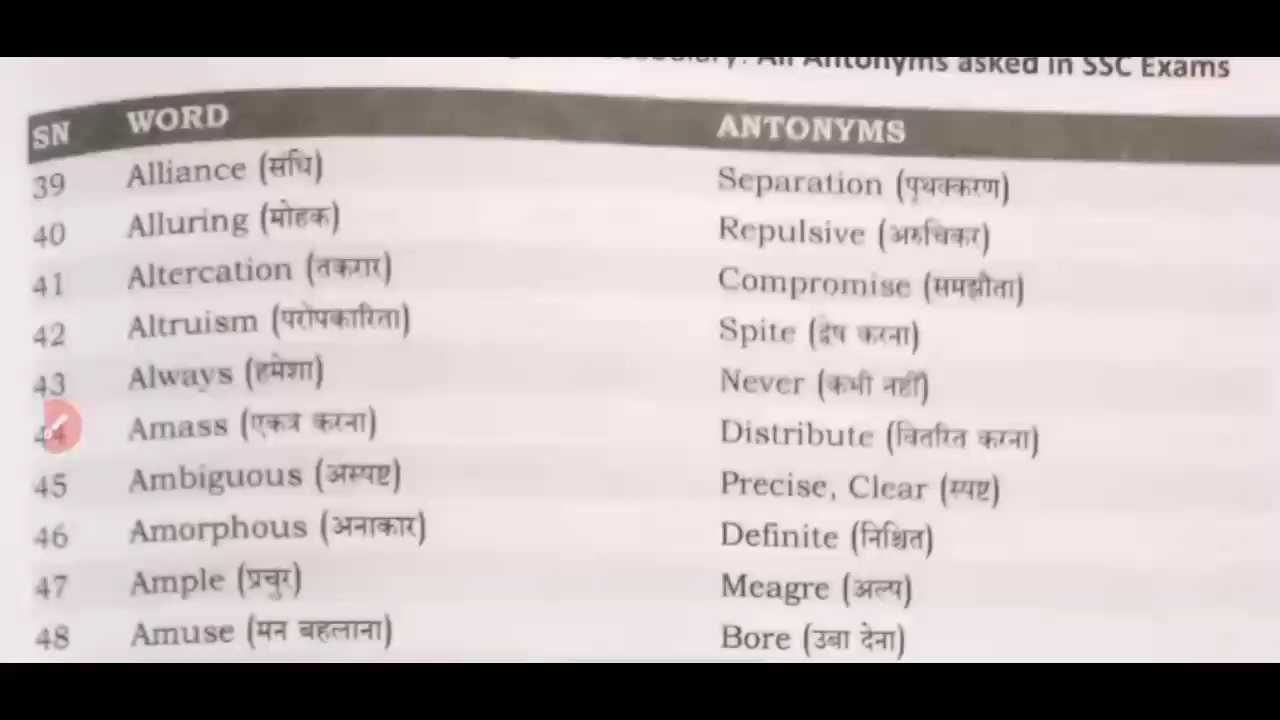 All Antonyms asked in SSC Exams
SN WORD ANTONYMS
39 Alliance (संधि) Separation (पृथक्करण)
40 Alluring (मोहक) Repulsive (अरुचिकर)
41 Altercation (तकरार) Compromise (समझौता)
42 Altruism (परोपकारिता) Spite (द्वेष करना)
43 Always (हमेशा) Never (कभी नहीं)
44 Amass (एकत्र करना) Distribute (वितरित करना)
45 Ambiguous (अस्पष्ट) Precise, Clear (स्पष्ट)
46 Amorphous (अनाकार) Definite (निश्चित)
47 Ample (प्रचुर) Meagre (अल्प)
48 Amuse (मन बहलाना) Bore (उबा देना)